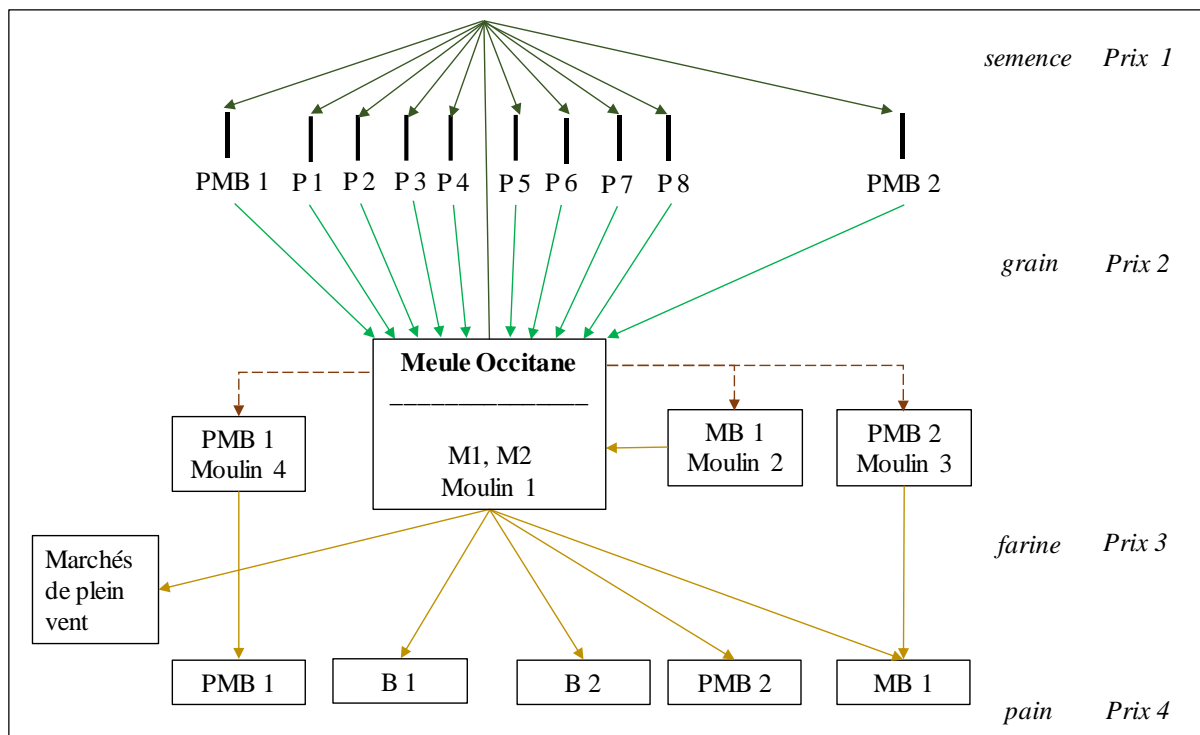 semence Prix 1
PMB 1 P 1 P 2 P 3 P 4 P 5 P 6 P 7 P 8 PMB 2
grain Prix 2
Meule Occitane
M1, M2
Moulin 1
PMB 1
Moulin 4
MB 1
Moulin 2
PMB 2
Moulin 3
Marchés
de plein
vent
farine Prix 3
PMB 1 B 1 B 2 PMB 2 MB 1
pain Prix 4